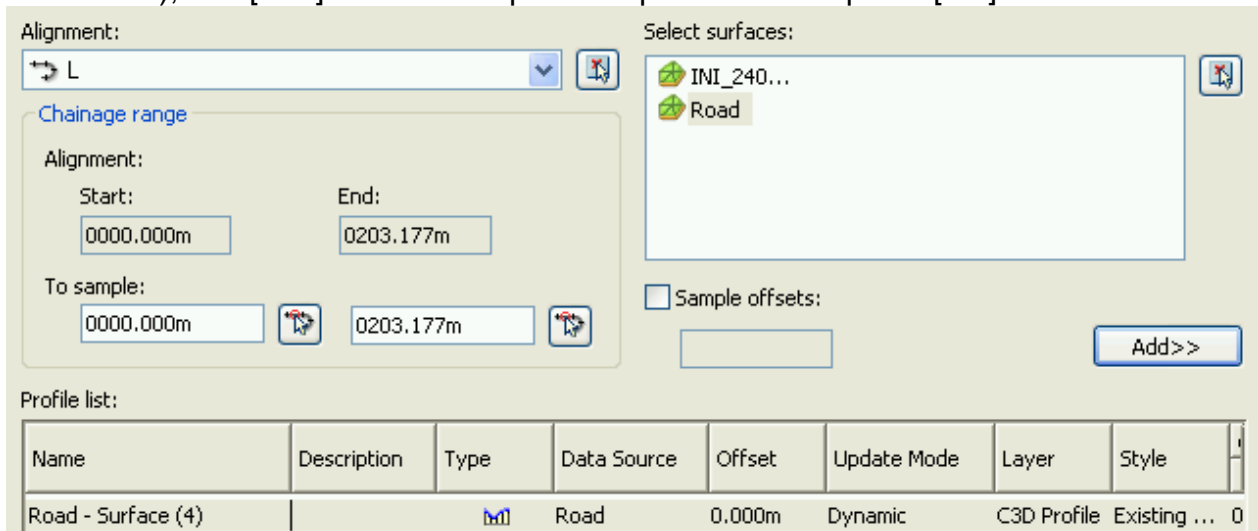 Alignment:
L
Chainage range
Alignment:
Start:
End:
0000.000m
0203.177m
To sample:
0000.000m
0203.177m
Select surfaces:
INI_240...
Road
Sample offsets:
Add>>
Profile list:
Name Description Type Data Source Offset Update Mode Layer Style
Road - Surface (4) Road 0.000m Dynamic C3D Profile Existing ... 0